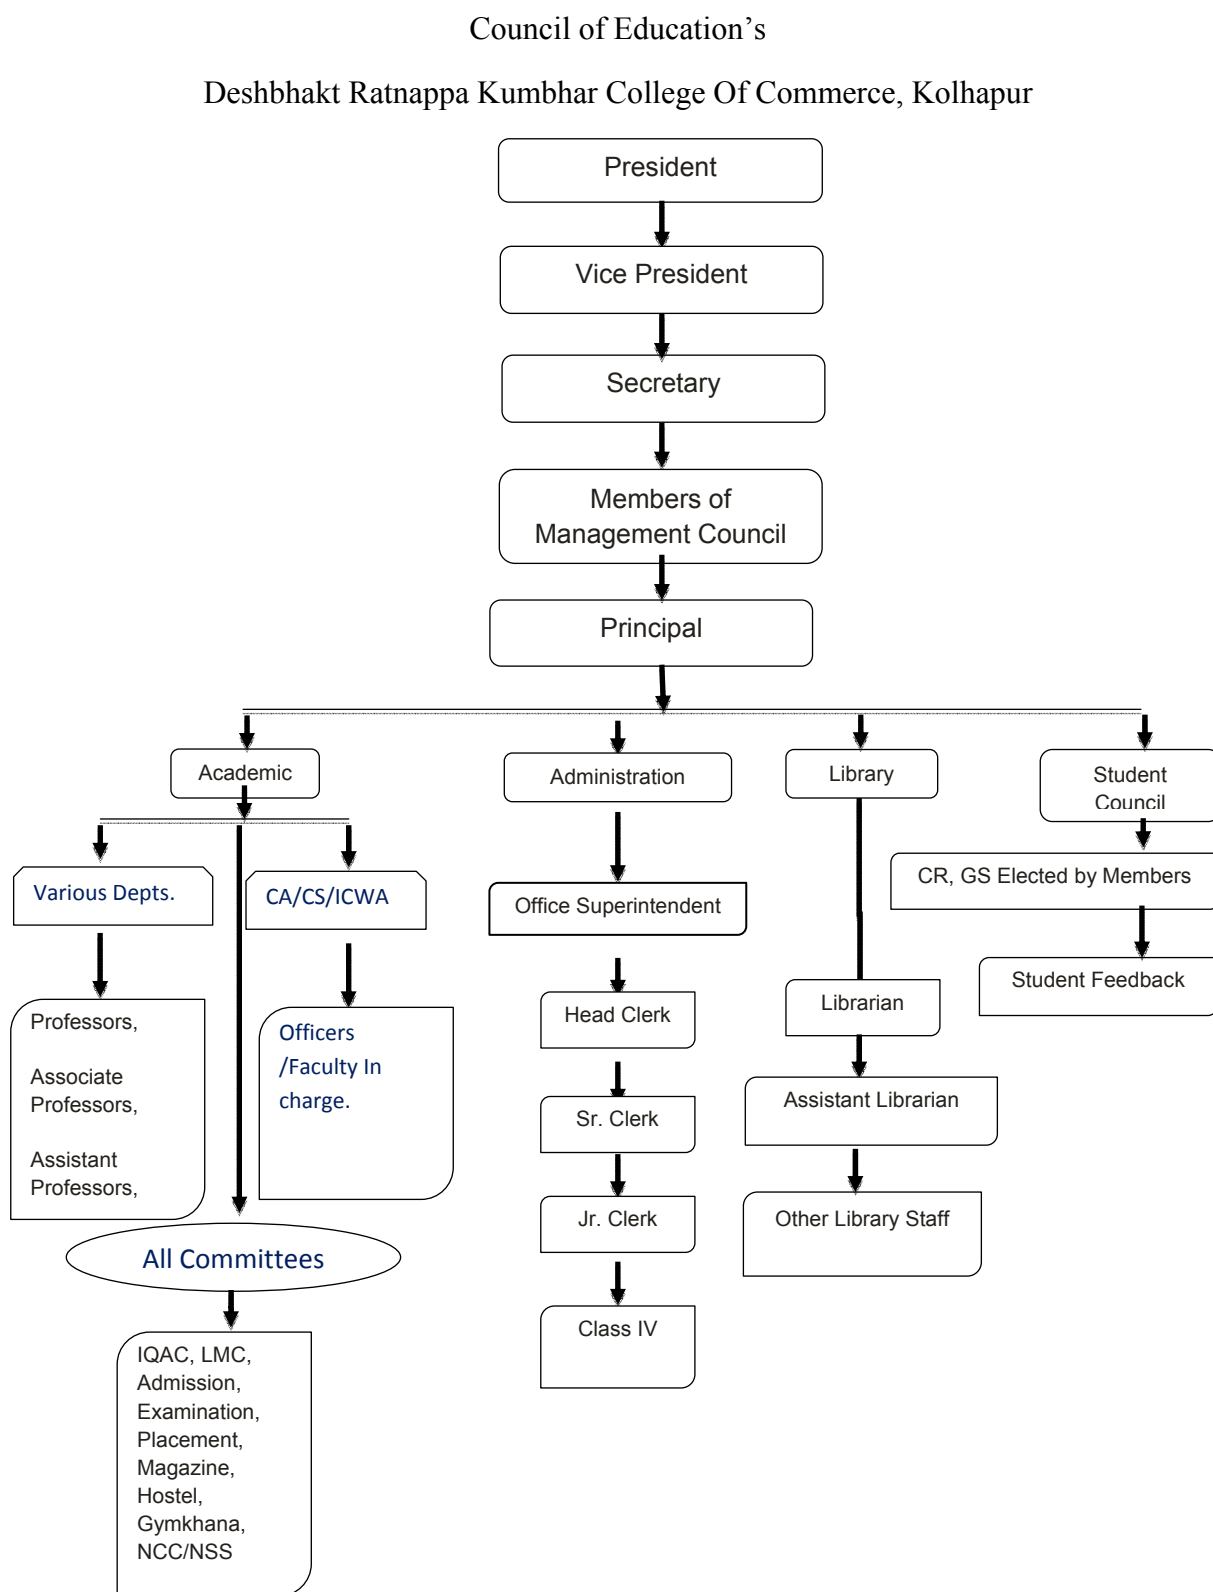 Council of Education’s
Deshbhakt Ratnappa Kumbhar College Of Commerce, Kolhapur
President
Vice President
Secretary
Members of
Management Council
Principal
Academic
Administration
Library
Student
Council
Various Depts.
CA/CS/ICWA
Office Superintendent
CR, GS Elected by Members
Student Feedback
Professors,
Associate
Professors,
Assistant
Professors,
Officers
/Faculty In
charge.
Head Clerk
Librarian
Sr. Clerk
Assistant Librarian
Jr. Clerk
Other Library Staff
All Committees
Class IV
IQAC, LMC,
Admission,
Examination,
Placement,
Magazine,
Hostel,
Gymkhana,
NCC/NSS